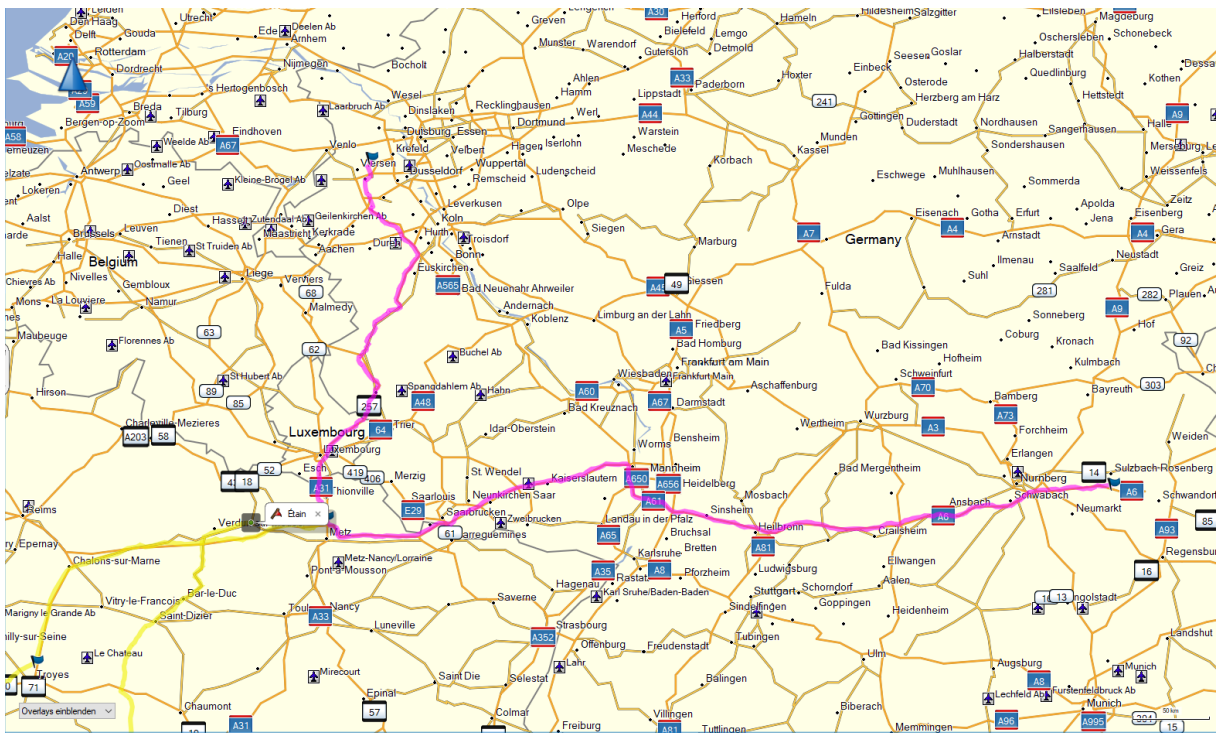 Leiden
Utrecht
Greven
A30
Herford
Hameln
Hildesheim
Salzgitter
Eilsleben
Magdeburg
Den Haag
Gouda
Ede
Deelen Ab
Bielefeld
Lemgo
Oschersleben
Schonebeck
Delft
Arnhem
Munster
Warendorf
Gutersloh
Detmold
Seesen
Goslar
Halberstadt
A20
Rotterdam
Nijmegen
Bocholt
Einbeck
Quedlinburg
Kothen
Dordrecht
Ahlen
A33
Paderborn
Hoxter
Osterode
Hettstedt
s Hertogenbosch
Wesel
Hamm
Lippstadt
241
Herzberg am Harz
A59
Breda
Tilburg
Laarbruch Ab
Dinslaken
Recklinghausen
Werl
A44
Gottingen
Duderstadt
Nordhausen
Halle
A9
Bergen-op-Zoom
Duisburg
Essen
Dortmund
Warstein
Munden
Sangerhausen
A58
Eindhoven
Weelde Ab
A67
Venlo
Krefeld
Velbert
Hagen
Iserlohn
Meschede
Kassel
Sondershausen
Oostmalle Ab
Viersen
Wuppertal
Korbach
Weissenfels
Antwerp
Geel
Kleine-Brogel Ab
Dusseldorf
Remscheid
Ludenscheid
Eschwege
Muhlhausen
Sommerda
Lokeren
Leverkusen
Olpe
Apolda
Zeitz
Aalst
Diest
Hasselt
Zutendaal Ab
Geilenkirchen Ab
Koln
Eisenach
Gotha
Erfurt
Jena
Eisenberg
Brussels
Leuven
Maastricht
Kerkrade
Hurth
Troisdorf
Siegen
Marburg
A7
Germany
A4
Arnstadt
A4
Gera
Tienen
St Truiden Ab
Aachen
Duren
Bonn
Halle
Belgium
Liege
Euskirchen
Ilmenau
Saalfeld
Neustadt
Greiz
Chievres Ab
Nivelles
Gembloux
Verviers
A565
Bad Neuenahr Ahrweiler
A45
49
Giessen
Fulda
Suhl
281
282
Plauen
Mons
La Louviere
Namur
68
Malmedy
Andernach
Sonneberg
A9
Hof
Maubeuge
63
Koblenz
Limburg an der Lahn
A5
Friedberg
Coburg
Kronach
92
Florennes Ab
62
Buchel Ab
Bad Homburg
Bad Kissingen
Hofheim
Kulmbach
Frankfurt am Main
St Hubert Ab
Wiesbaden
Frankfurt Main
Schweinfurt
Hirson
89
Spangdahlem Ab
Hahn
A60
Aschaffenburg
A70
Bayreuth
303
85
257
A48
Bad Kreuznach
A67
Darmstadt
Bamberg
Charleville-Mezieres
Luxembourg
64
Trier
Idar-Oberstein
Wertheim
Wurzburg
A3
A73
Forchheim
A203
58
Luxembourg
Worms
Bensheim
Weiden
52
Esch
419
406
Merzig
St Wendel
Mannheim
Bad Mergentheim
Erlangen
14
Sulzbach-Rosenberg
18
A31
Thionville
Saarlouis
Neunkirchen Saar
Kaiserslautern
A650
A656
Heidelberg
Mosbach
Nurnberg
A6
Schwandorf
Reims
Étain
E29
Saarbrucken
Zweibrucken
A61
Sinsheim
Ansbach
Schwabach
Neumarkt
Landau in der Pfalz
A6
85
Metz
61
Sarreguemines
A65
Bruchsal
Heilbronn
Crailsheim
A93
Epernay
Chalons-sur-Marne
Metz-Nancy/Lorraine
Karlsruhe
Bretten
A81
Ellwangen
Regensburg
Pont-a-Mousson
Hagenau
A35
Rastatt
A8
Pforzheim
Ludwigsburg
Aalen
16
Vitry-le-Francois
Bar-le-Duc
Saverne
Karl Sruhe/Baden-Baden
Stuttgart
Schorndorf
13
Ingolstadt
Marigny le Grande Ab
Saint-Dizier
Toul
Nancy
Sindelfingen
Goppingen
Heidenheim
A33
Luneville
Strasbourg
A352
Tubingen
Landshut
Le Chateau
Offenburg
Freudenstadt
Ulm
Troyes
Mirecourt
Saint Die
Lahr
Augsburg
Munich
71
Selestat
Balingen
A8
Furstenfeldbruck Ab
Epinal
Lechfeld Ab
Overlays einblenden
Chaumont
57
Colmar
Villingen
Biberach
Munich
50 km
A31
Freiburg
A81
Tuttlingen
Memmingen
A96
A995
15